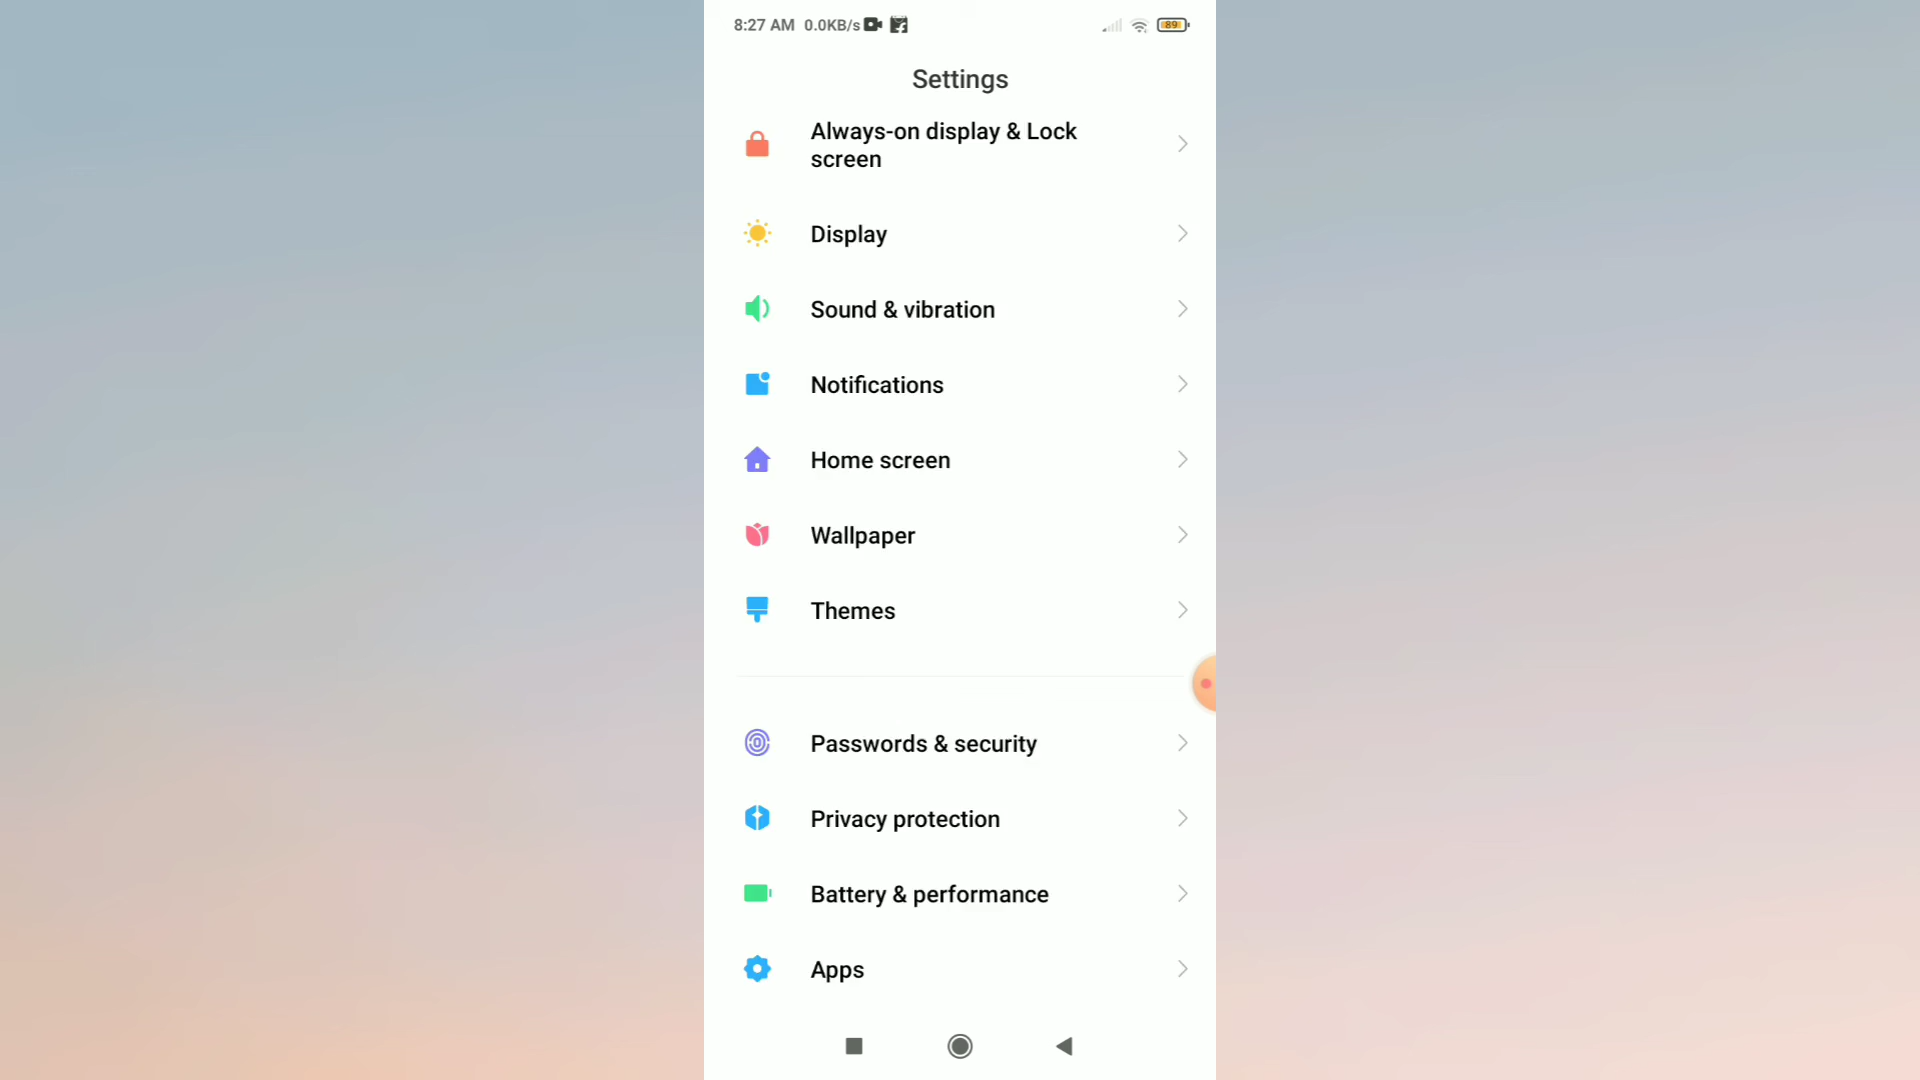 8:27 AM 0.0KB/s 89
Settings
Always-on display & Lock
screen
Display
Sound & vibration
Notifications
Home screen
Wallpaper
Themes
Passwords & security
Privacy protection
Battery & performance
Apps